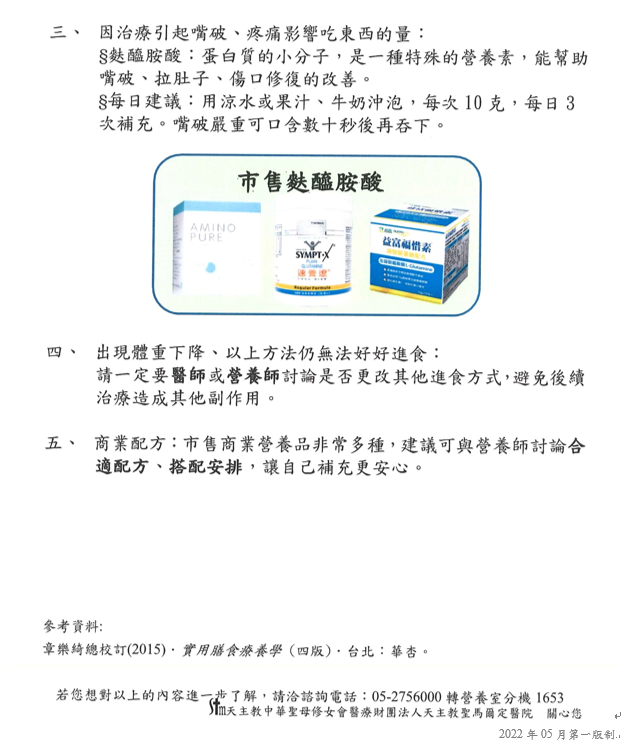 三、 因治療引起嘴破、疼痛影響吃東西的量：
§麩醯胺酸：蛋白質的小分子，是一種特殊的營養素，能幫助
嘴破、拉肚子、傷口修復的改善。
§每日建議：用涼水或果汁、牛奶沖泡，每次 10 克，每日 3
次補充。嘴破嚴重可口含數十秒後再吞下。
市售麩醯胺酸
AMINO
PURE
SYMPT-X
速養遼
Regular Formula
益富福惜素
L-Glutamine
四、 出現體重下降、以上方法仍無法好好進食：
請一定要醫師或營養師討論是否更改其他進食方式，避免後續
治療造成其他副作用。
五、 商業配方：市售商業營養品非常多種，建議可與營養師討論合
適配方、搭配安排，讓自己補充更安心。
參考資料:
章樂綺總校訂(2015)．實用膳食療養學（四版）．台北：華杏。
若您想對以上的內容進一步了解，請洽諮詢電話：05-2756000 轉營養室分機 1653
Stm天主教中華聖母修女會醫療財團法人天主教聖馬爾定醫院 關心您
2022 年 05 月第一版制